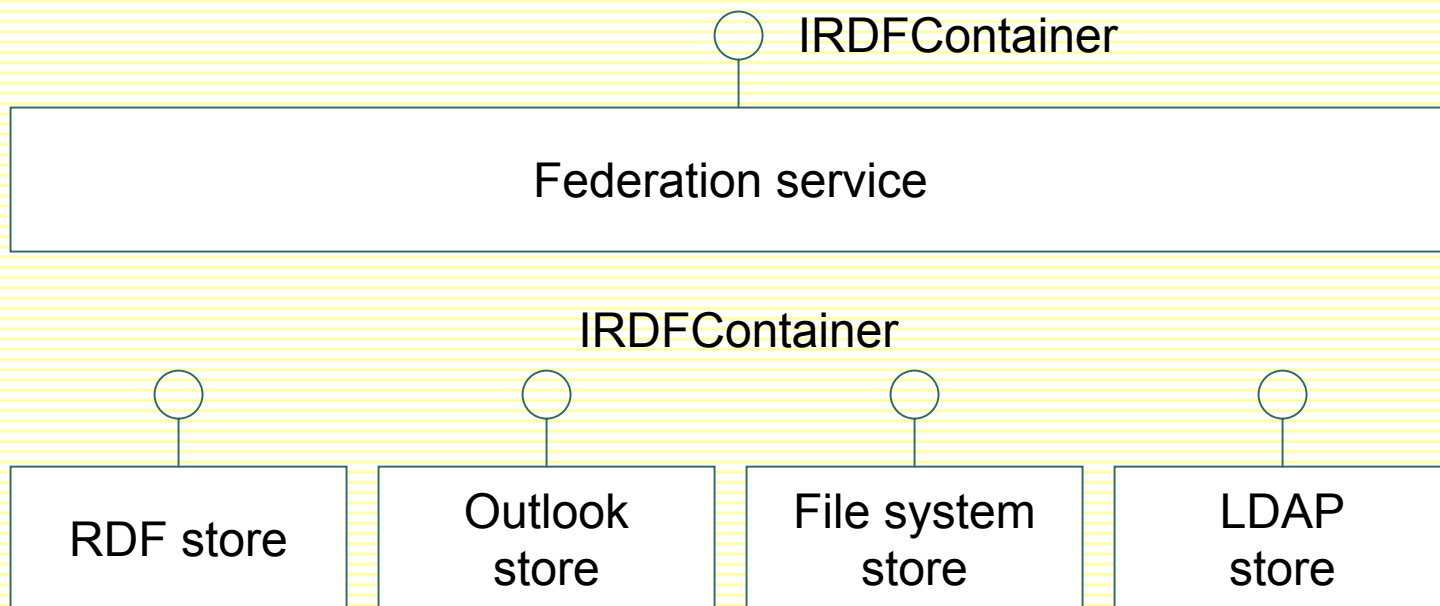 IRDFContainer
Federation service
IRDFContainer
RDF store
Outlook
store
File system
store
LDAP
store